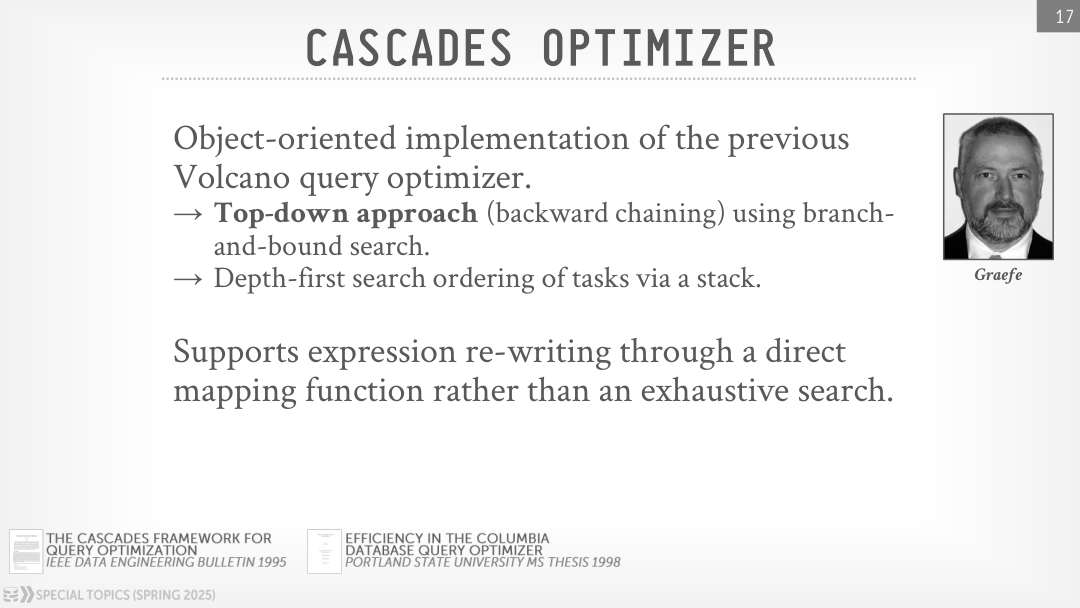 17
CASCADES OPTIMIZER
Object-oriented implementation of the previous
Volcano query optimizer.
→ Top-down approach (backward chaining) using branch-
and-bound search.
→ Depth-first search ordering of tasks via a stack.
Graefe
Supports expression re-writing through a direct
mapping function rather than an exhaustive search.
THE CASCADES FRAMEWORK FOR
QUERY OPTIMIZATION
IEEE DATA ENGINEERING BULLETIN 1995
EFFICIENCY IN THE COLUMBIA
DATABASE QUERY OPTIMIZER
PORTLAND STATE UNIVERSITY MS THESIS 1998
SPECIAL TOPICS (SPRING 2025)